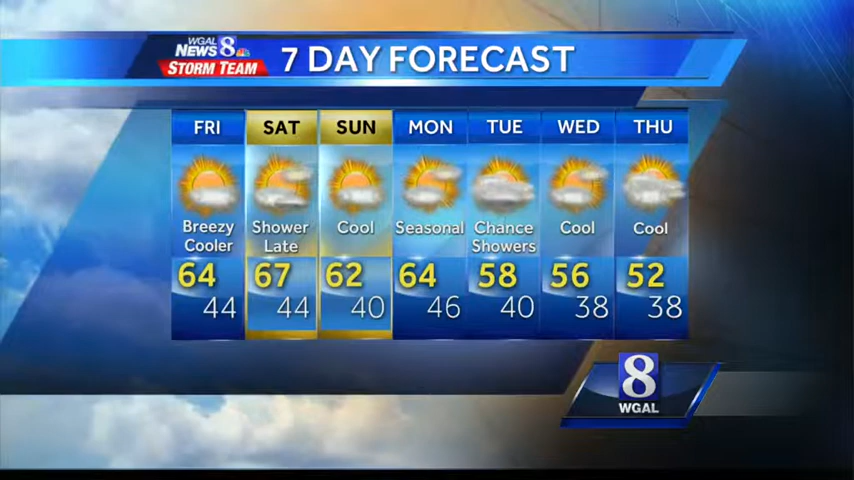 WGAL
NEWS 8
STORM TEAM
7 DAY FORECAST
FRI SAT SUN MON TUE WED THU
Breezy Shower Cool Seasonal Chance Cool Cool
Cooler Late Showers
64 67 62 64 58 56 52
44 44 40 46 40 38 38
8
WGAL